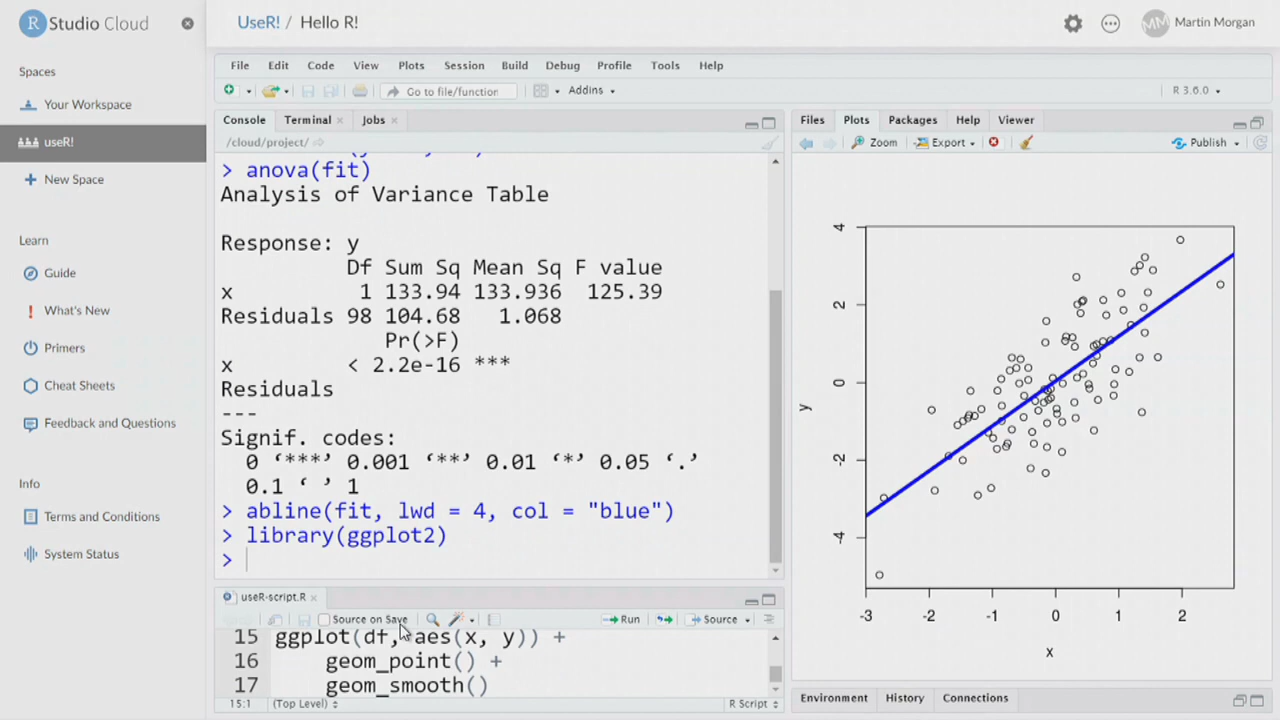 R Studio Cloud
UseR! / Hello R!
MM Martin Morgan
Spaces
Your Workspace
useR!
New Space
Learn
Guide
What's New
Primers
Cheat Sheets
Feedback and Questions
Info
Terms and Conditions
System Status
File Edit Code View Plots Session Build Debug Profile Tools Help
Go to file/function Addins R 3.6.0
Console Terminal Jobs
/cloud/project/
> anova(fit)
Analysis of Variance Table
Response: y
Df Sum Sq Mean Sq F value
x 1 133.94 133.936 125.39
Residuals 98 104.68 1.068
Pr(>F)
x < 2.2e-16 ***
Residuals
---
Signif. codes:
0 ‘***’ 0.001 ‘**’ 0.01 ‘*’ 0.05 ‘.’
0.1 ‘ ’ 1
> abline(fit, lwd = 4, col = "blue")
> library(ggplot2)
>
useR-script.R
Source on Save Run Source
15 ggplot(df, aes(x, y)) +
16 geom_point() +
17 geom_smooth()
15:1 (Top Level) R Script
Files Plots Packages Help Viewer
Zoom Export Publish
4
2
0
-2
-4
y
-3 -2 -1 0 1 2
x
Environment History Connections